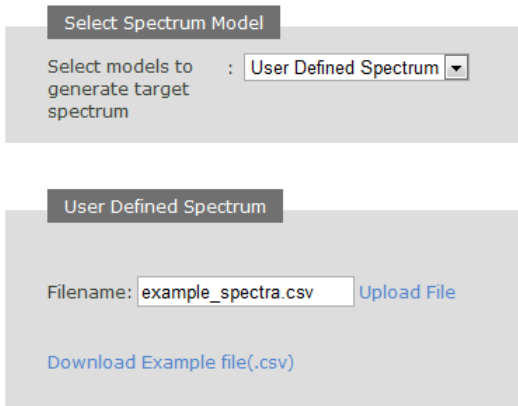 Select Spectrum Model
Select models to : User Defined Spectrum
generate target
spectrum
User Defined Spectrum
Filename: example_spectra.csv Upload File
Download Example file(.csv)